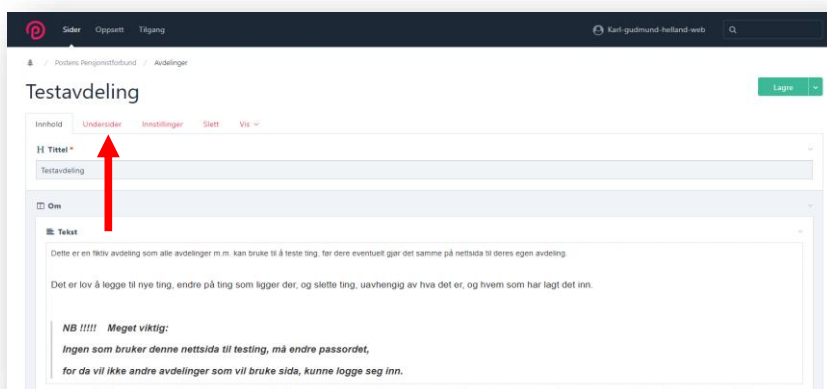 Sider Oppsett Tilgang Karl-gudmund-helland-web
/ Postens Pensjonistforbund / Avdelinger
Testavdeling
Lagre
Innhold Undersider Innstillinger Slett Vis
Tittel *
Testavdeling
Om
Tekst
Dette er en fiktiv avdeling som alle avdelinger m.m. kan bruke til å teste ting, før dere eventuelt gjør det samme på nettsida til deres egen avdeling.
Det er lov å legge til nye ting, endre på ting som ligger der, og slette ting, uavhengig av hva det er, og hvem som har lagt det inn.
NB !!!!! Meget viktig:
Ingen som bruker denne nettsida til testing, må endre passordet,
for da vil ikke andre avdelinger som vil bruke sida, kunne logge seg inn.